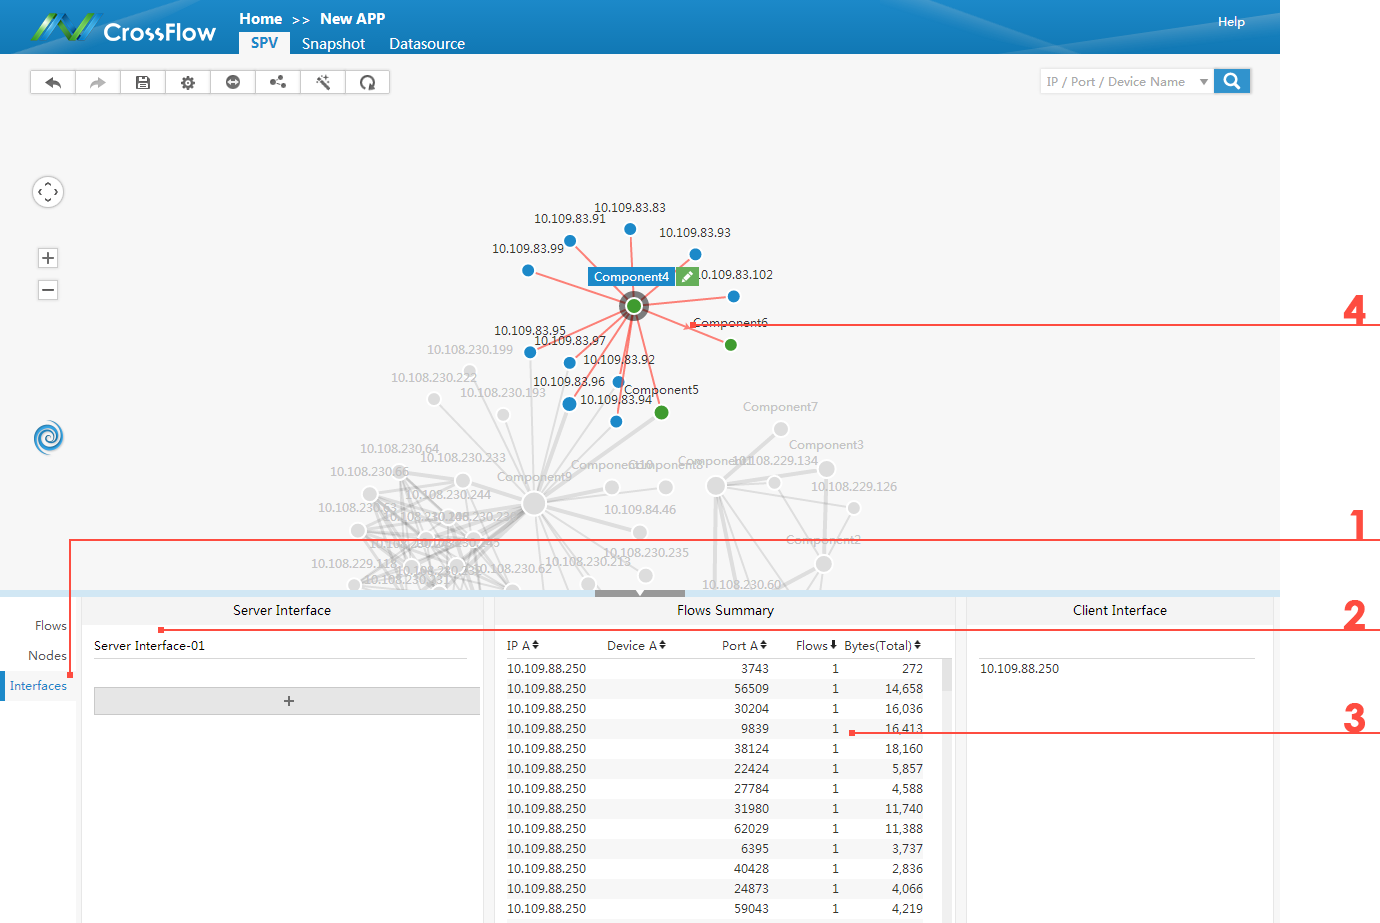 CrossFlow
Home >> New APP
Help
SPV Snapshot Datasource
IP / Port / Device Name
10.109.83.83
10.109.83.91
10.109.83.93
10.109.83.99
Component4
10.109.83.102
Component6
4
10.109.83.95
10.109.83.97
10.108.230.199
10.109.83.92
10.108.230.222
10.109.83.96
Component5
10.108.230.193
10.109.83.94
Component7
10.108.230.64
Component3
10.108.230.233
Component10
Component8
Component1
10.108.229.134
10.108.230.66
Component9
10.108.229.126
10.108.230.244
10.108.230.63
10.109.84.46
1
Component2
10.108.230.235
10.108.229.118
10.108.230.213
10.108.230.62
10.108.230.60
Server Interface Flows Summary Client Interface
2
Flows
Nodes
Interfaces
Server Interface-01
+
IP A Device A Port A Flows Bytes(Total)
10.109.88.250 3743 1 272
10.109.88.250 56509 1 14,658
10.109.88.250 30204 1 16,036
10.109.88.250 9839 1 16,413
10.109.88.250 38124 1 18,160
10.109.88.250 22424 1 5,857
10.109.88.250 27784 1 4,588
10.109.88.250 31980 1 11,740
10.109.88.250 62029 1 11,388
10.109.88.250 6395 1 3,737
10.109.88.250 40428 1 2,836
10.109.88.250 24873 1 4,066
10.109.88.250 59043 1 4,219
10.109.88.250
3